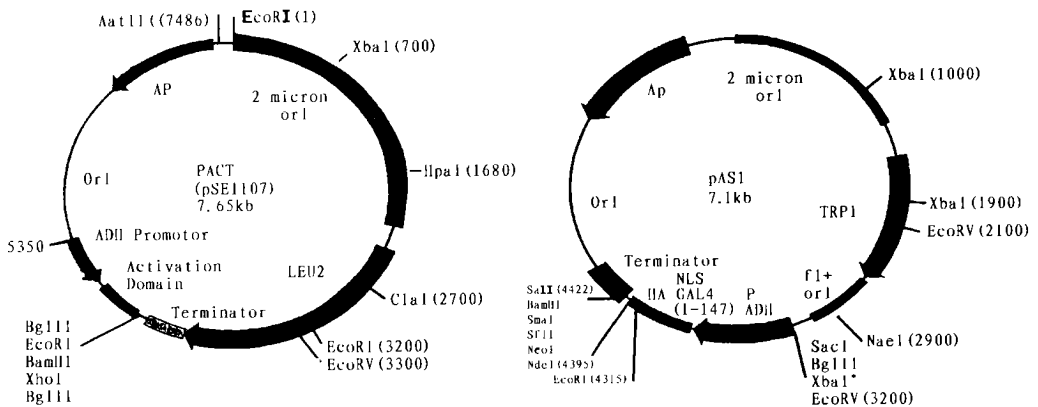 AatII((7486)
EcoRI(1)
XbaI(700)
AP
2 micron
orI
HpaI(1680)
OrI
PACT
(pSE1107)
7.65kb
5350
ADH Promotor
Activation
Domain
LEU2
ClaI(2700)
Terminator
BglII
EcoRI
BamHI
XhoI
BglII
EcoRI(3200)
EcoRV(3300)
Ap
2 micron
orI
XbaI(1000)
OrI
pAS1
7.1kb
TRP1
XbaI(1900)
EcoRV(2100)
Terminator
NLS
HA GAL4 P
(1-147) ADH
f1+
orI
SalI(4422)
BamHI
SmaI
SfiI
NcoI
NdeI(4395)
EcoRI(4315)
NaeI(2900)
SacI
BglII
XbaI*
EcoRV(3200)